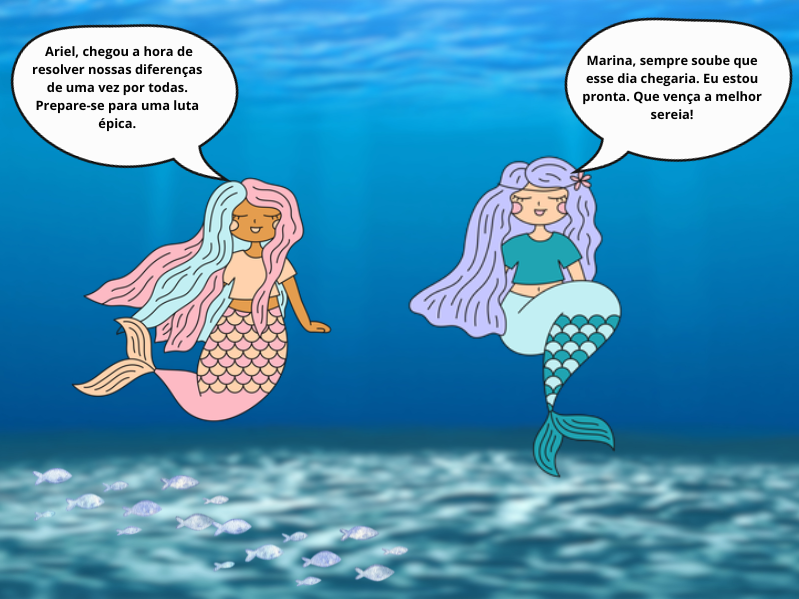 Ariel, chegou a hora de
resolver nossas diferenças
de uma vez por todas.
Prepare-se para uma luta
épica.
Marina, sempre soube que
esse dia chegaria. Eu estou
pronta. Que vença a melhor
sereia!